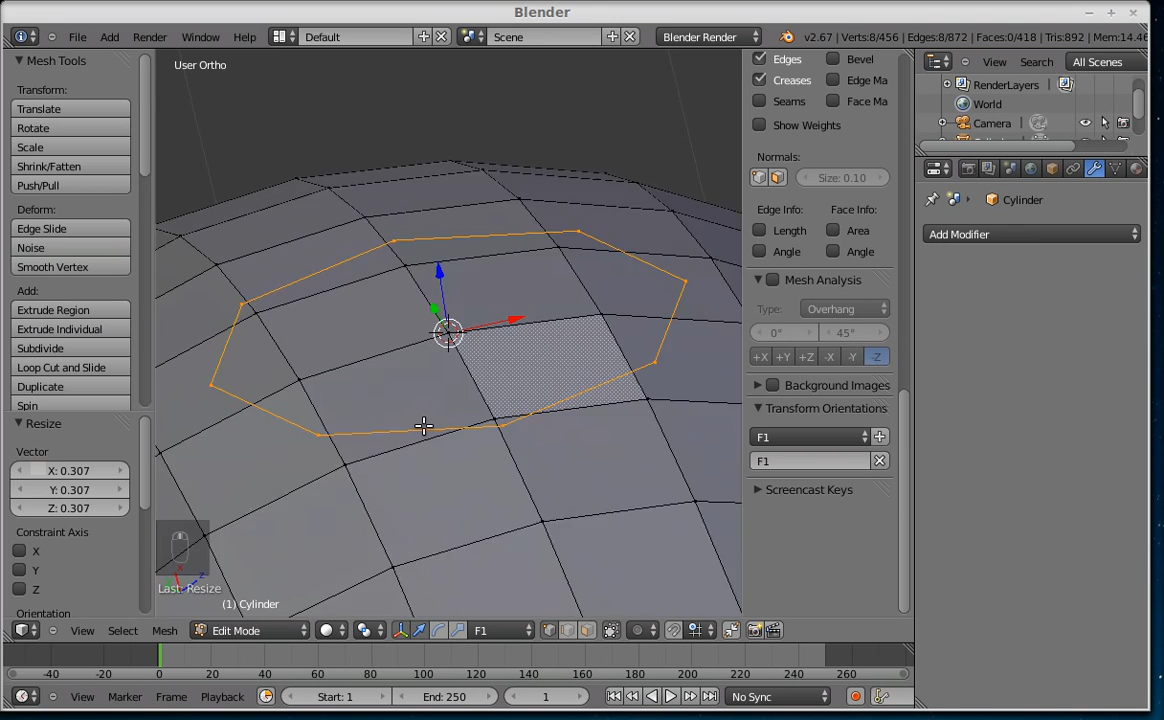 Blender
File Add Render Window Help Default Scene Blender Render v2.67 | Verts:8/456 | Edges:8/872 | Faces:0/418 | Tris:892 | Mem:14.46
Mesh Tools
Transform:
Translate
Rotate
Scale
Shrink/Fatten
Push/Pull
Deform:
Edge Slide
Noise
Smooth Vertex
Add:
Extrude Region
Extrude Individual
Subdivide
Loop Cut and Slide
Duplicate
Spin
Resize
Vector
X: 0.307
Y: 0.307
Z: 0.307
Constraint Axis
X
Y
Z
Orientation
User Ortho
Last: Resize
(1) Cylinder
Edges Bevel
Creases Edge Ma
Seams Face Ma
Show Weights
Normals:
Size: 0.10
Edge Info: Face Info:
Length Area
Angle Angle
Mesh Analysis
Type: Overhang
0° 45°
+X +Y +Z -X -Y -Z
Background Images
Transform Orientations
F1
F1
Screencast Keys
View Search All Scenes
RenderLayers
World
Camera
Cylinder
Add Modifier
View Select Mesh Edit Mode F1
-40 -20 0 20 40 60 80 100 120 140 160 180 200 220 240 260
View Marker Frame Playback Start: 1 End: 250 1 No Sync